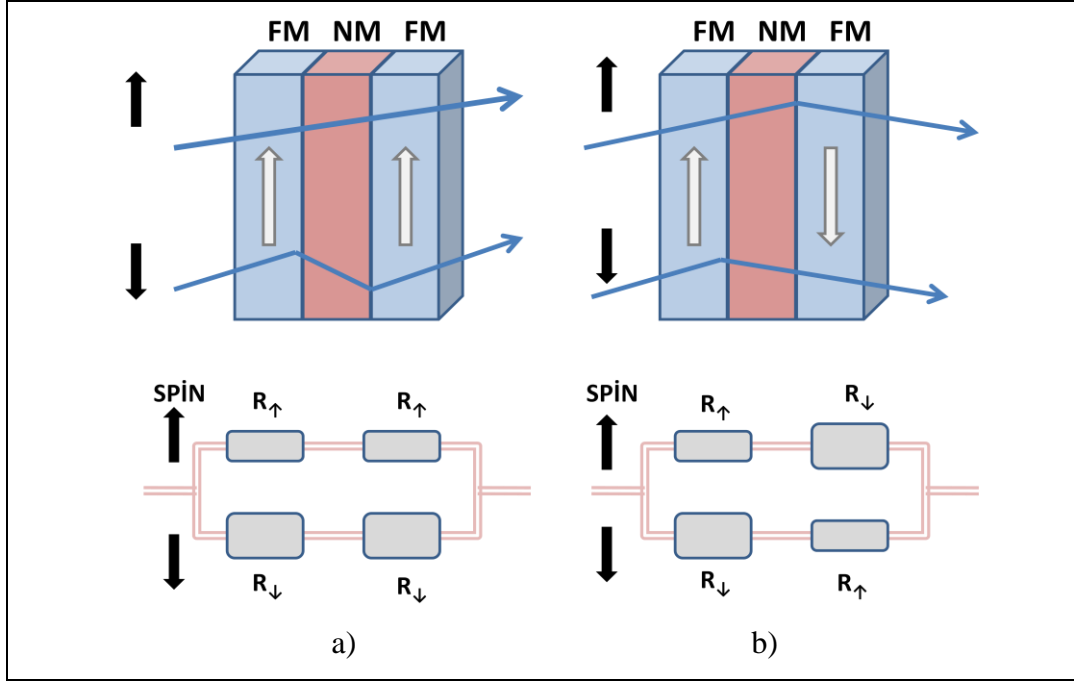 FM NM FM
FM NM FM
SPİN
R↑ R↑
R↓ R↓
SPİN
R↑ R↓
R↓ R↑
a) b)